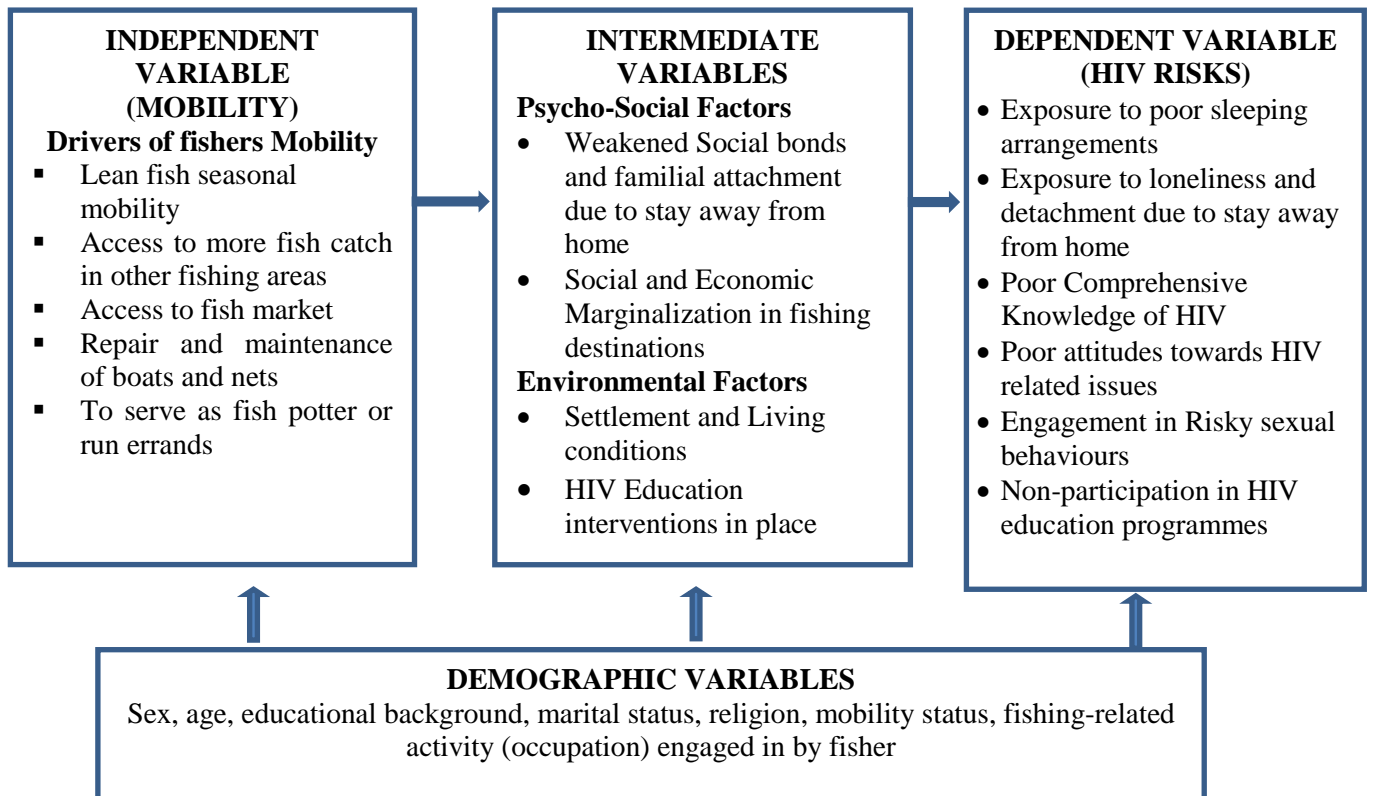 INDEPENDENT
VARIABLE
(MOBILITY)
Drivers of fishers Mobility
▪ Lean fish seasonal
mobility
▪ Access to more fish catch
in other fishing areas
▪ Access to fish market
▪ Repair and maintenance
of boats and nets
▪ To serve as fish potter or
run errands
INTERMEDIATE
VARIABLES
Psycho-Social Factors
• Weakened Social bonds
and familial attachment
due to stay away from
home
• Social and Economic
Marginalization in fishing
destinations
Environmental Factors
• Settlement and Living
conditions
• HIV Education
interventions in place
DEPENDENT VARIABLE
(HIV RISKS)
• Exposure to poor sleeping
arrangements
• Exposure to loneliness and
detachment due to stay away
from home
• Poor Comprehensive
Knowledge of HIV
• Poor attitudes towards HIV
related issues
• Engagement in Risky sexual
behaviours
• Non-participation in HIV
education programmes
DEMOGRAPHIC VARIABLES
Sex, age, educational background, marital status, religion, mobility status, fishing-related
activity (occupation) engaged in by fisher